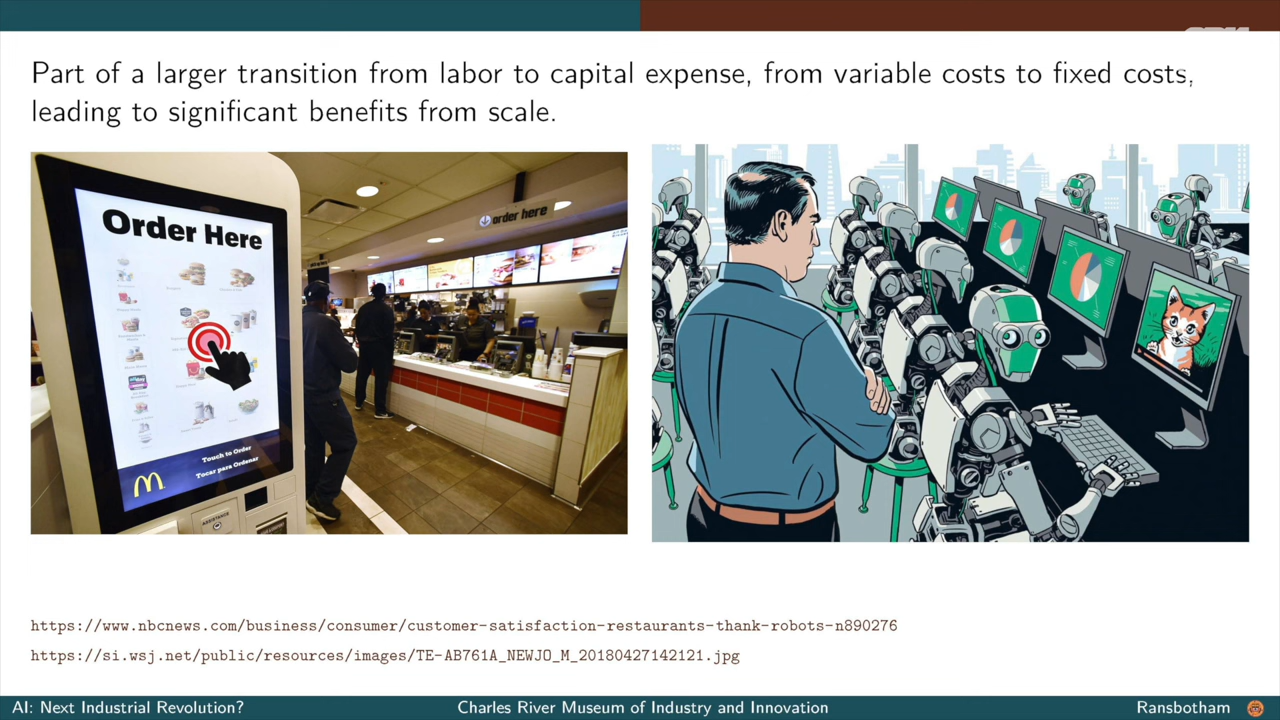 Part of a larger transition from labor to capital expense, from variable costs to fixed costs,
leading to significant benefits from scale.
Order Here
order here
Touch to Order
Tocar para Ordenar
ASSISTANCE
https://www.nbcnews.com/business/consumer/customer-satisfaction-restaurants-thank-robots-n890276
https://si.wsj.net/public/resources/images/TE-AB761A_NEWJO_M_20180427142121.jpg
AI: Next Industrial Revolution?
Charles River Museum of Industry and Innovation
Ransbotham